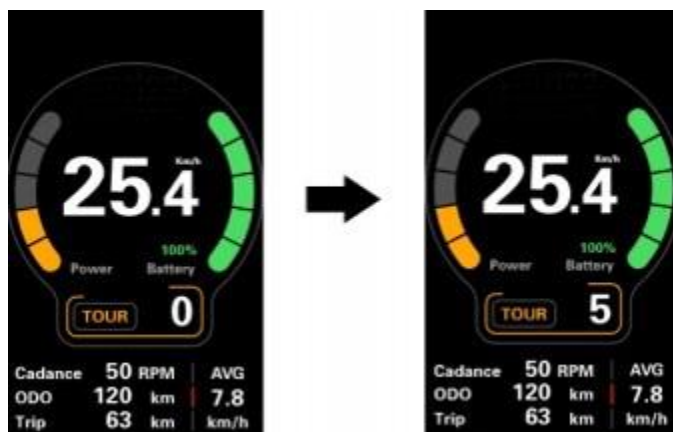 Km/h
25.4
100%
Power Battery
TOUR 0
Cadance 50 RPM AVG
ODO 120 km 7.8
Trip 63 km km/h
Km/h
25.4
100%
Power Battery
TOUR 5
Cadance 50 RPM AVG
ODO 120 km 7.8
Trip 63 km km/h